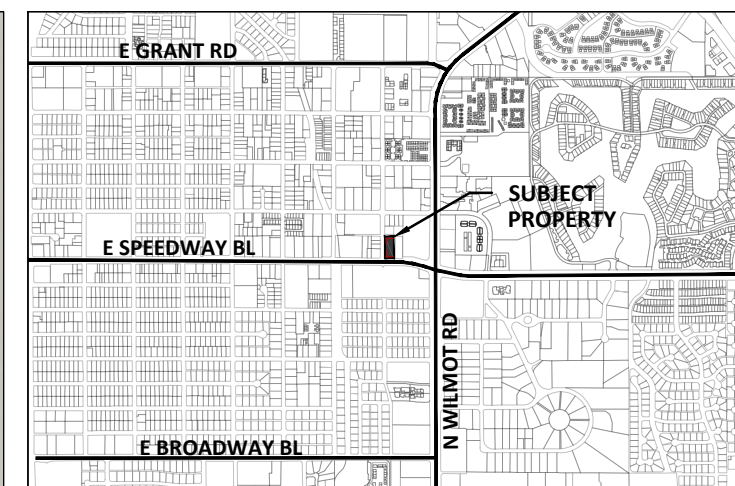 E GRANT RD
SUBJECT
PROPERTY
E SPEEDWAY BL
N WILMOT RD
E BROADWAY BL